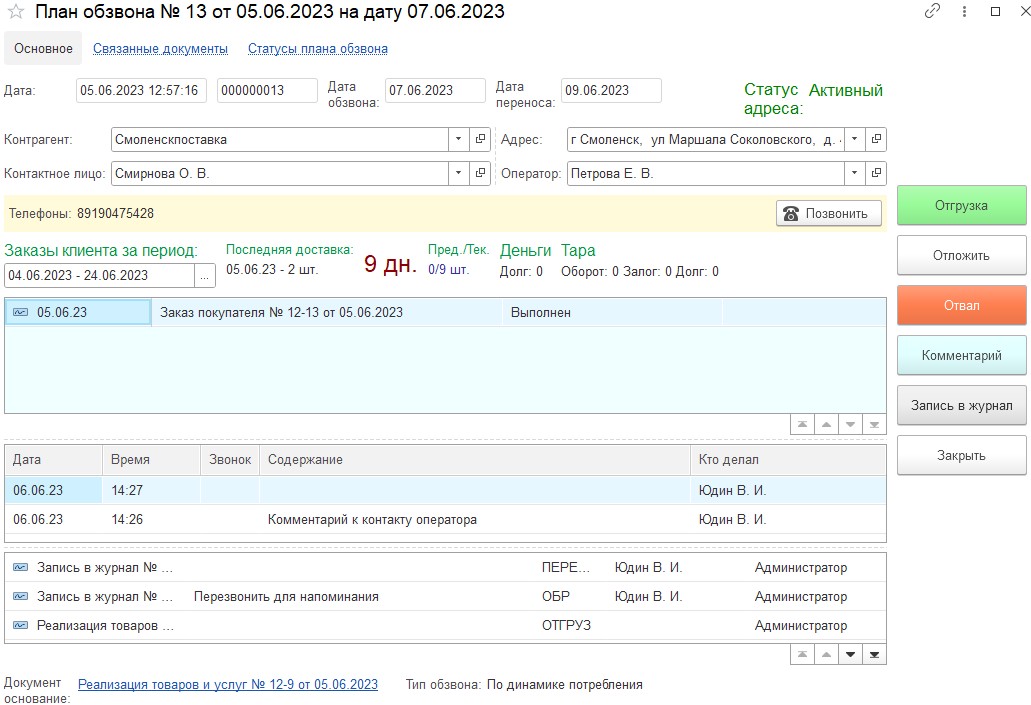 План обзвона № 13 от 05.06.2023 на дату 07.06.2023
Основное Связанные документы Статусы плана обзвона
Дата: 05.06.2023 12:57:16 000000013 Дата обзвона: 07.06.2023 Дата переноса: 09.06.2023 Статус адреса: Активный
Контрагент: Смоленскпоставка Адрес: г Смоленск, ул Маршала Соколовского, д.
Контактное лицо: Смирнова О. В. Оператор: Петрова Е. В.
Телефоны: 89190475428 Позвонить
Заказы клиента за период: Последняя доставка: 9 дн. Пред./Тек. Деньги Тара
04.06.2023 - 24.06.2023 ... 05.06.23 - 2 шт. 0/9 шт. Долг: 0 Оборот: 0 Залог: 0 Долг: 0
05.06.23 Заказ покупателя № 12-13 от 05.06.2023 Выполнен
Дата Время Звонок Содержание Кто делал
06.06.23 14:27 Юдин В. И.
06.06.23 14:26 Комментарий к контакту оператора Юдин В. И.
Запись в журнал № ... ПЕРЕ... Юдин В. И. Администратор
Запись в журнал № ... Перезвонить для напоминания ОБР Юдин В. И. Администратор
Реализация товаров ... ОТГРУЗ Администратор
Документ основание: Реализация товаров и услуг № 12-9 от 05.06.2023 Тип обзвона: По динамике потребления
Отгрузка
Отложить
Отвал
Комментарий
Запись в журнал
Закрыть